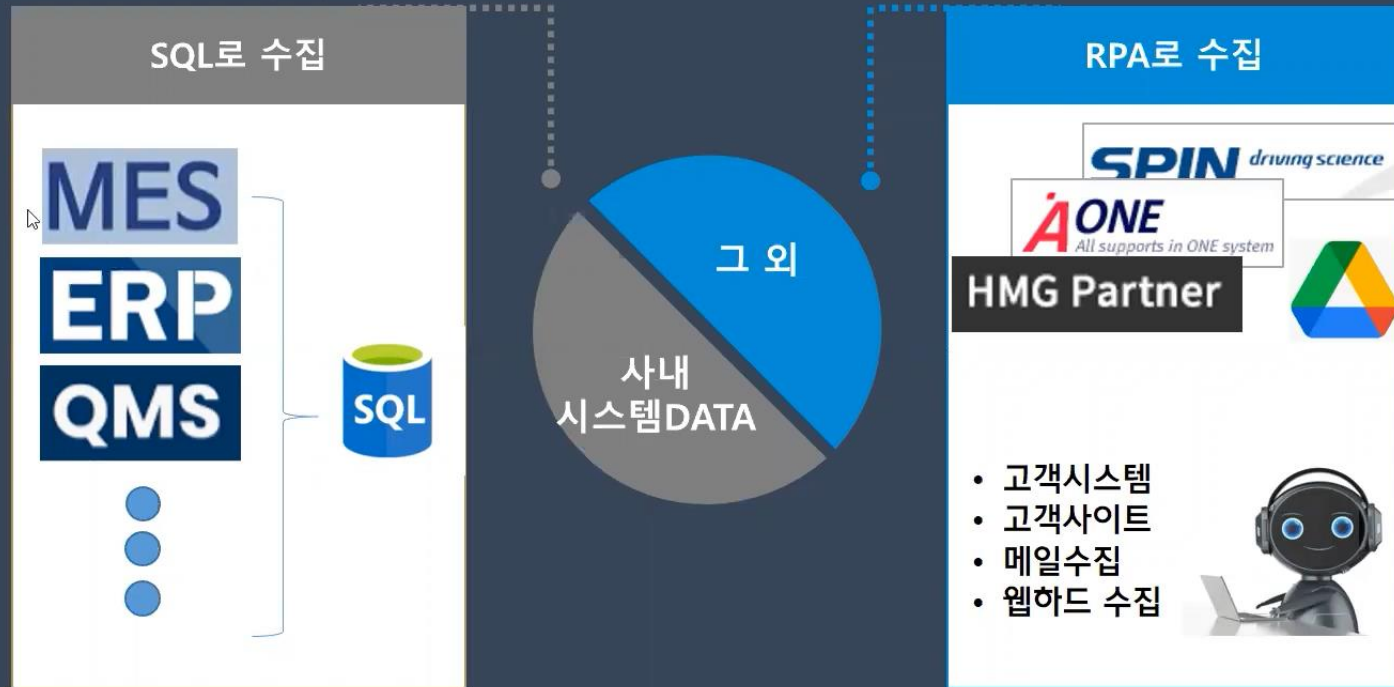 SQL로 수집
MES
ERP
QMS
SQL
그 외
사내
시스템DATA
RPA로 수집
SPIN driving science
AONE
All supports in ONE system
HMG Partner
• 고객시스템
• 고객사이트
• 메일수집
• 웹하드 수집